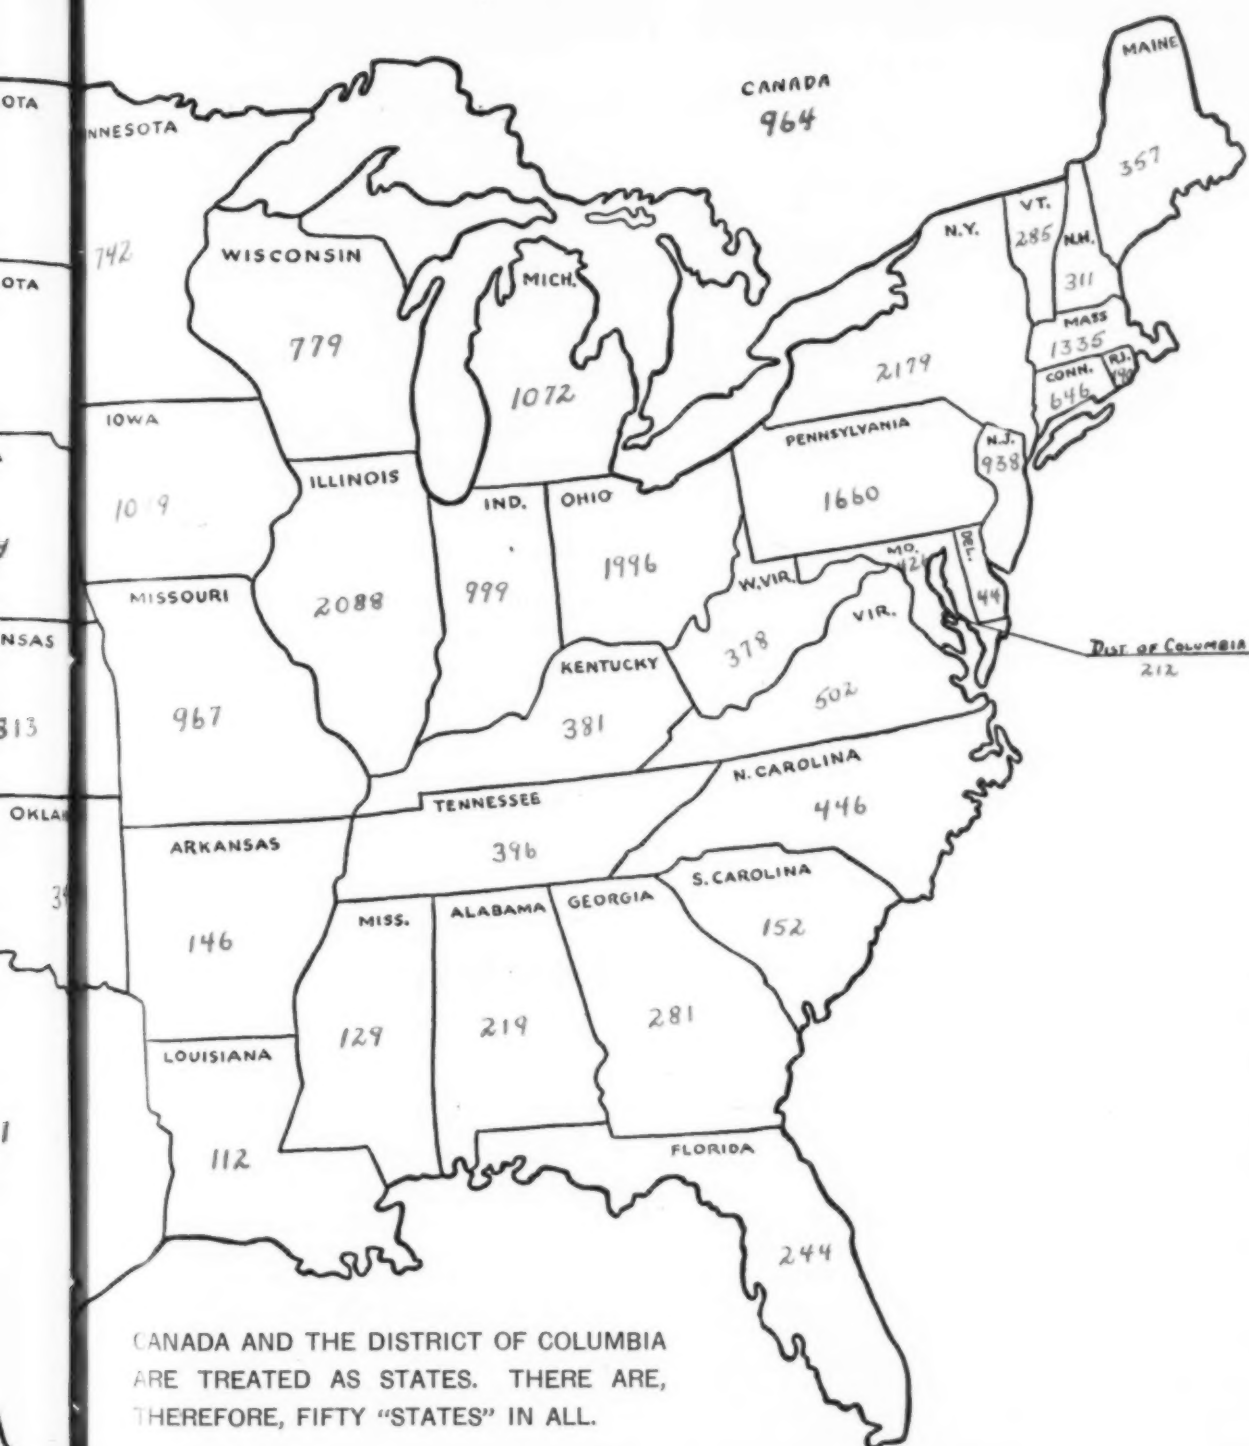 CANADA
964
MAINE
357
OTA
NNESOTA
742
VT.
285
N.H.
311
N.Y.
2179
WISCONSIN
779
MICH.
1072
OTA
MASS
1335
CONN.
646
R.I.
IOWA
PENNSYLVANIA
1660
N.J.
938
ILLINOIS
2088
IND.
999
OHIO
1996
MD.
DEL.
44
W.VIR.
378
VIR.
502
DIST. OF COLUMBIA
212
MISSOURI
967
NSAS
813
KENTUCKY
381
N. CAROLINA
446
TENNESSEE
396
OKLA
ARKANSAS
146
MISS.
129
ALABAMA
219
GEORGIA
281
S. CAROLINA
152
LOUISIANA
112
FLORIDA
244
CANADA AND THE DISTRICT OF COLUMBIA
ARE TREATED AS STATES. THERE ARE,
THEREFORE, FIFTY “STATES” IN ALL.